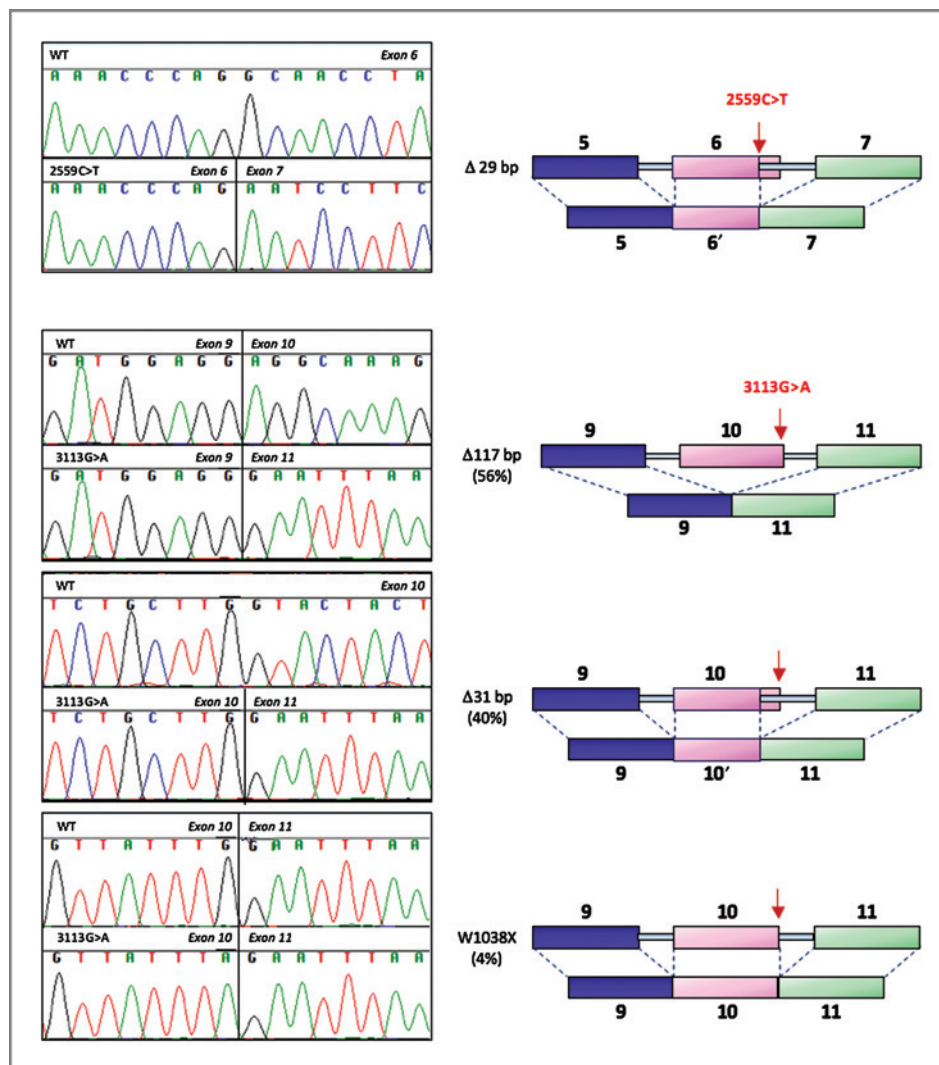 WT Exon 6
A A A C C C A G G C A A C C T A
2559C>T Exon 6 Exon 7
A A A C C C A G A A T C C T T C
2559C>T
5 6 7
Δ 29 bp
5 6′ 7
WT Exon 9 Exon 10
G A T G G A G G A G G C A A A G
3113G>A Exon 9 Exon 11
G A T G G A G G G A A T T T A A
3113G>A
9 10 11
Δ117 bp
(56%)
9 11
WT Exon 10
T C T G C T T G G T A C T A C T
3113G>A Exon 10 Exon 11
T C T G C T T G G A A T T T A A
9 10 11
Δ31 bp
(40%)
9 10′ 11
WT Exon 10 Exon 11
G T T A T T T G G A A T T T A A
3113G>A Exon 10 Exon 11
G T T A T T T A G A A T T T A A
9 10 11
W1038X
(4%)
9 10 11